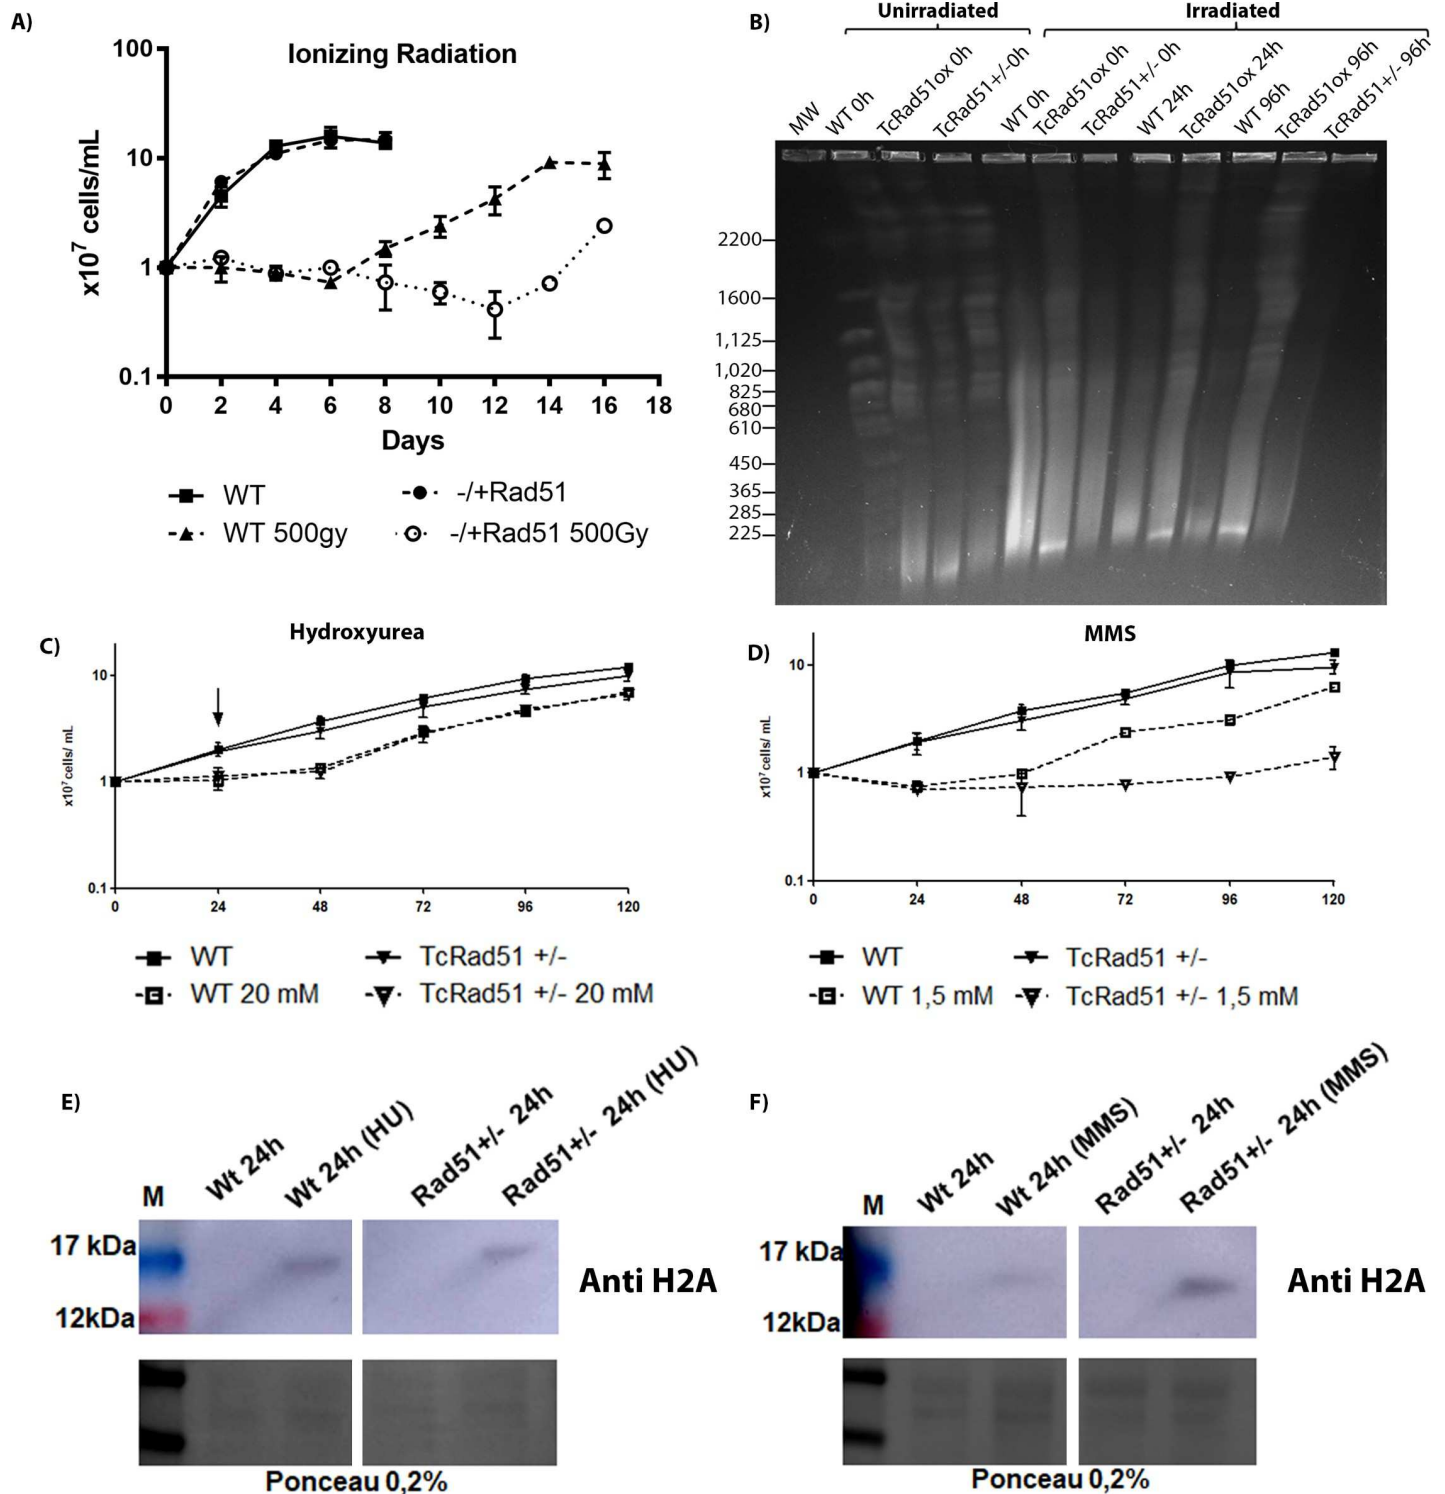 A)
Ionizing Radiation
100
10
1
0.1
x10⁷ cells/mL
0 2 4 6 8 10 12 14 16 18
Days
WT
-/+Rad51
WT 500gy
-/+Rad51 500Gy
B)
Unirradiated
Irradiated
MW
WT 0h
TcRad51ox 0h
TcRad51+/-0h
WT 0h
TcRad51ox 0h
TcRad51+/- 0h
WT 24h
TcRad51ox 24h
WT 96h
TcRad51ox 96h
TcRad51+/- 96h
2200
1600
1,125
1,020
825
680
610
450
365
285
225
C)
Hydroxyurea
10
1
0.1
x10⁷ cells/ mL
0 24 48 72 96 120
WT
TcRad51 +/-
WT 20 mM
TcRad51 +/- 20 mM
D)
MMS
10
1
0.1
x10⁷ cells/ mL
0 24 48 72 96 120
WT
TcRad51 +/-
WT 1,5 mM
TcRad51 +/- 1,5 mM
E)
M
Wt 24h
Wt 24h (HU)
Rad51+/- 24h
Rad51+/- 24h (HU)
17 kDa
12kDa
Anti H2A
Ponceau 0,2%
F)
M
Wt 24h
Wt 24h (MMS)
Rad51+/- 24h
Rad51+/- 24h (MMS)
17 kDa
12kDa
Anti H2A
Ponceau 0,2%